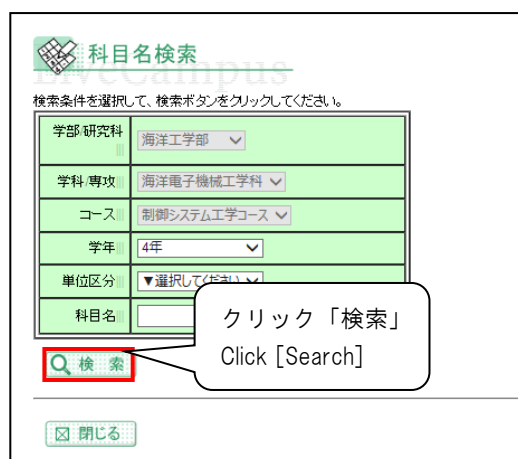 科目名検索
LiveCampus
検索条件を選択して、検索ボタンをクリックしてください。
学部/研究科 海洋工学部
学科/専攻 海洋電子機械工学科
コース 制御システム工学コース
学年 4年
単位区分 ▼選択してください
科目名
クリック「検索」
Click [Search]
検 索
閉じる